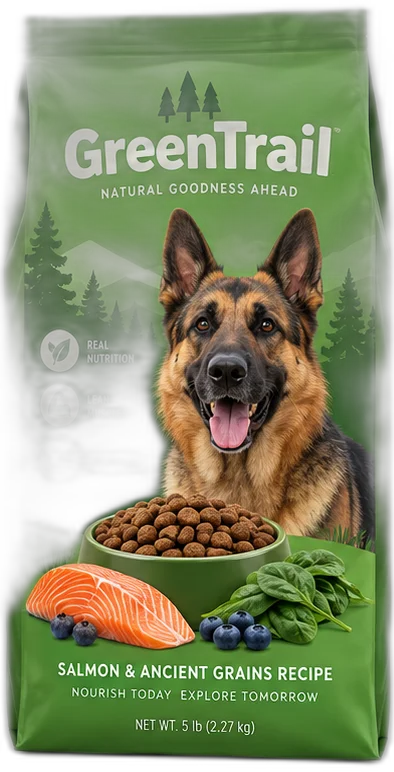 GreenTrail™
NATURAL GOODNESS AHEAD
REAL
NUTRITION
SALMON & ANCIENT GRAINS RECIPE
NOURISH TODAY EXPLORE TOMORROW
NET WT. 5 lb (2.27 kg)